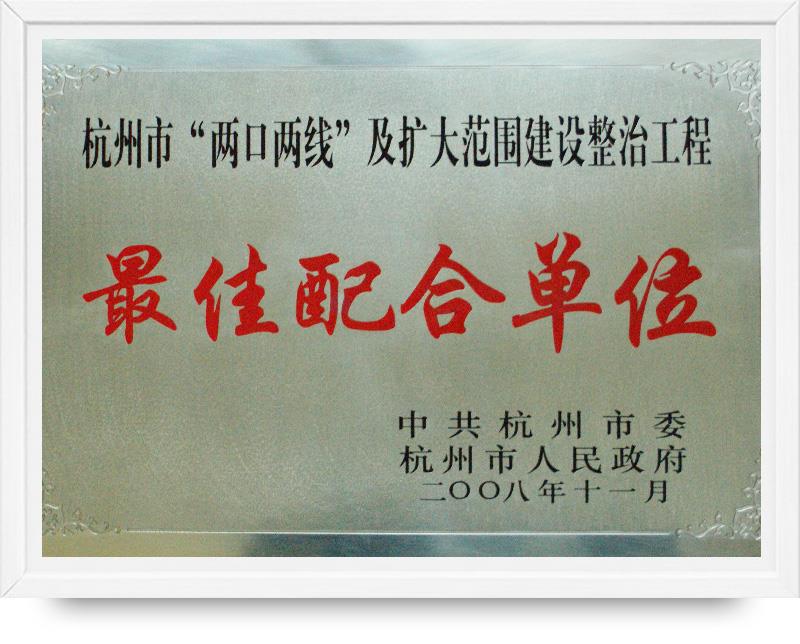 杭州市“两口两线”及扩大范围建设整治工程
最佳配合单位
中共杭州市委
杭州市人民政府
二〇〇八年十一月